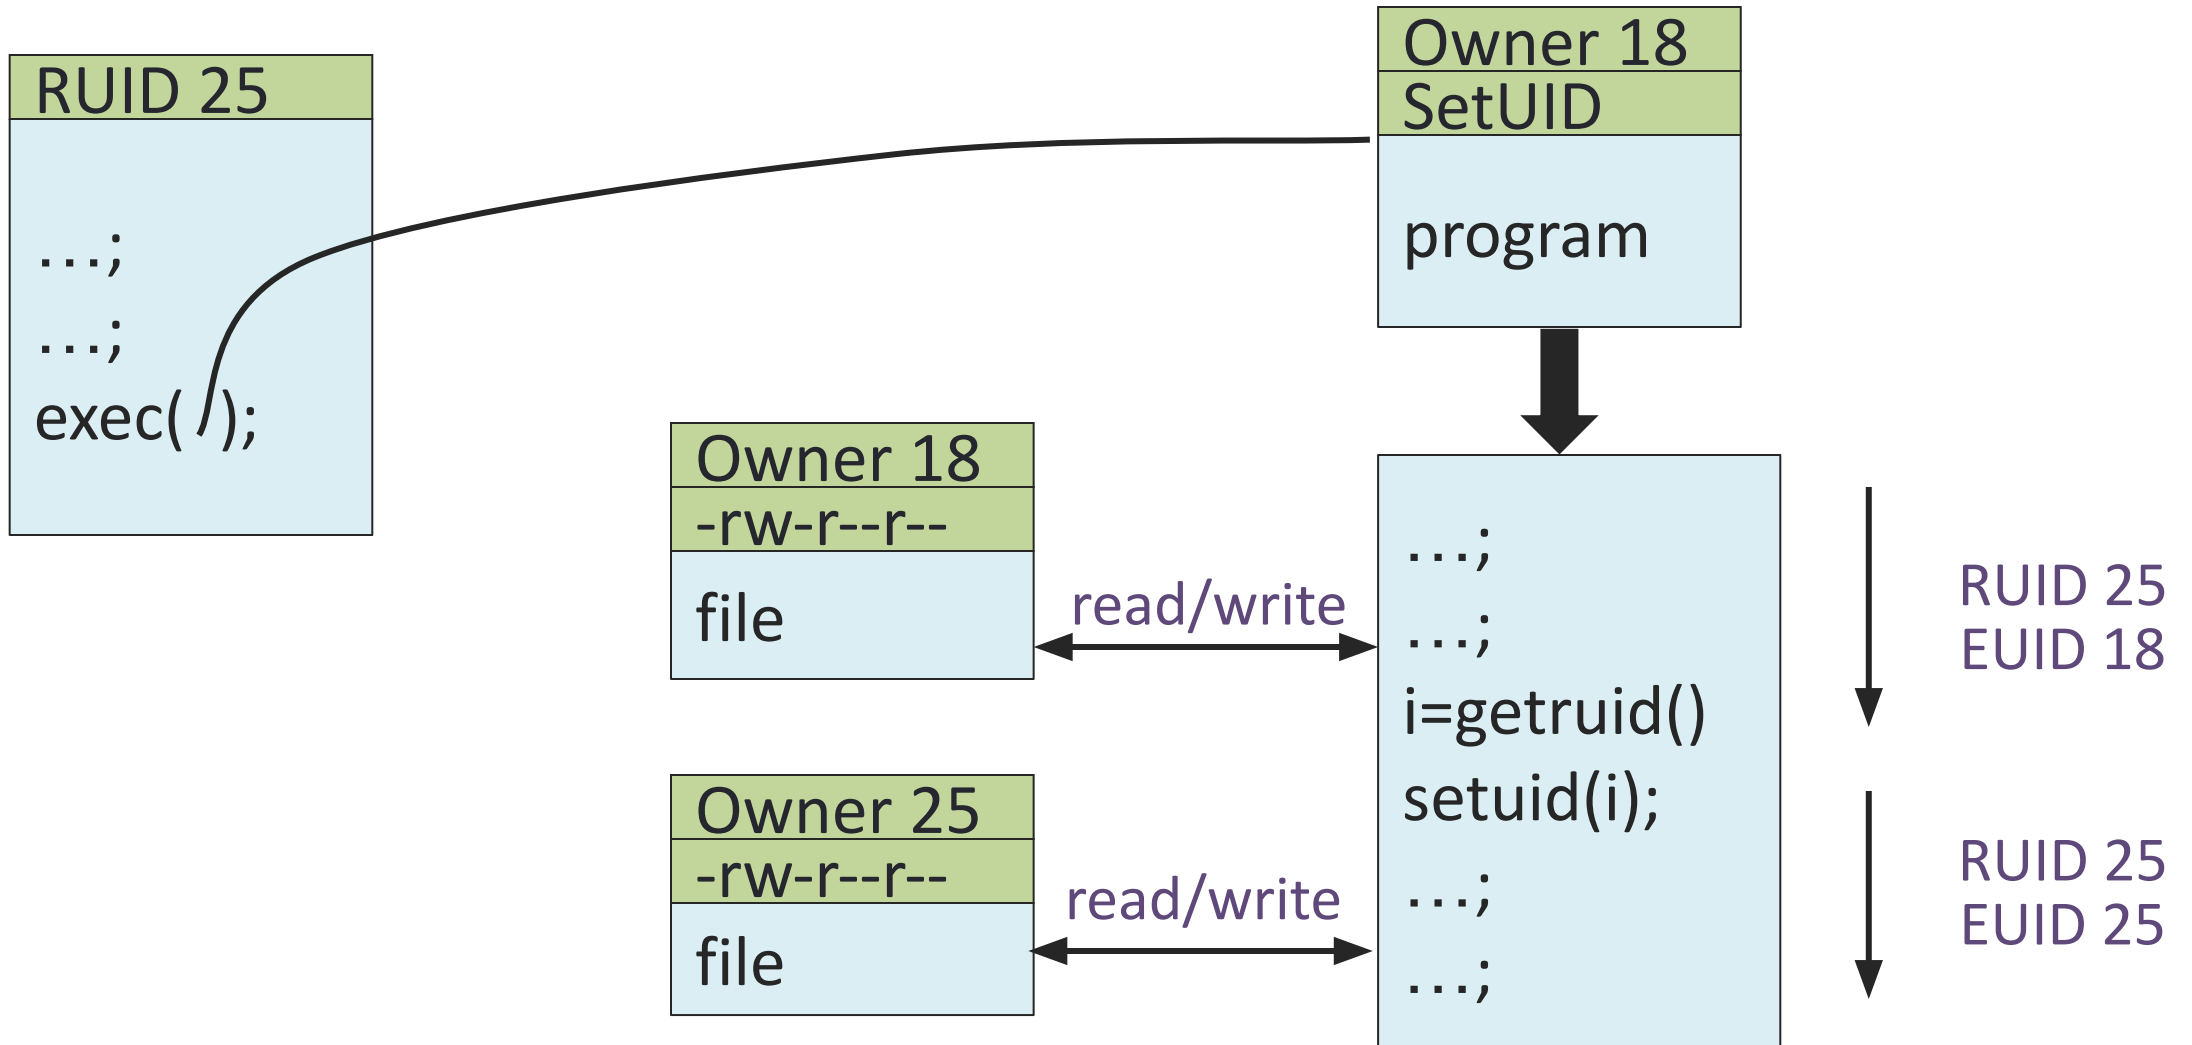 RUID 25
...;
...;
exec( );
Owner 18
SetUID
program
Owner 18
-rw-r--r--
file
read/write
Owner 25
-rw-r--r--
file
read/write
...;
...;
i=getruid()
setuid(i);
...;
...;
RUID 25
EUID 18
RUID 25
EUID 25